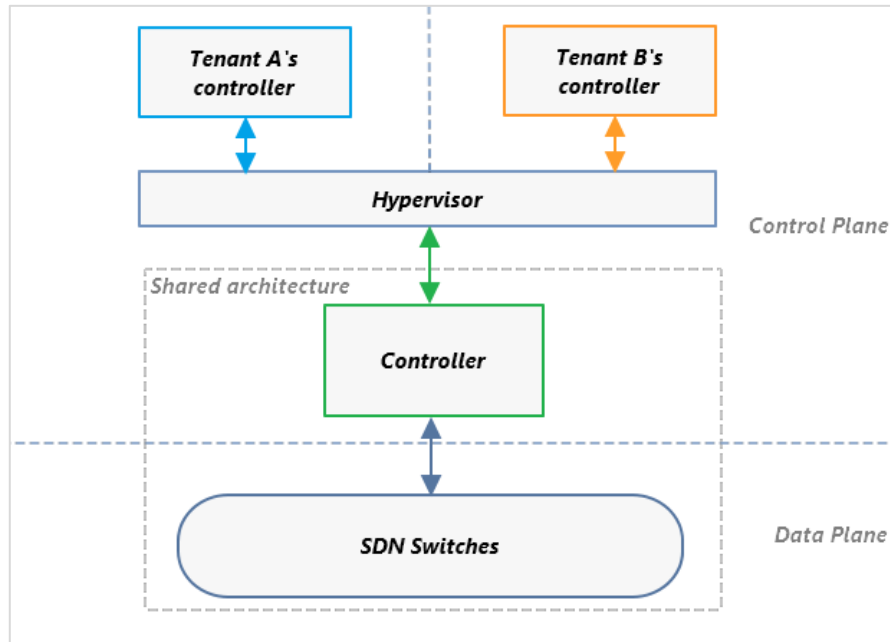 Tenant A's
controller
Tenant B's
controller
Hypervisor
Control Plane
Shared architecture
Controller
Data Plane
SDN Switches